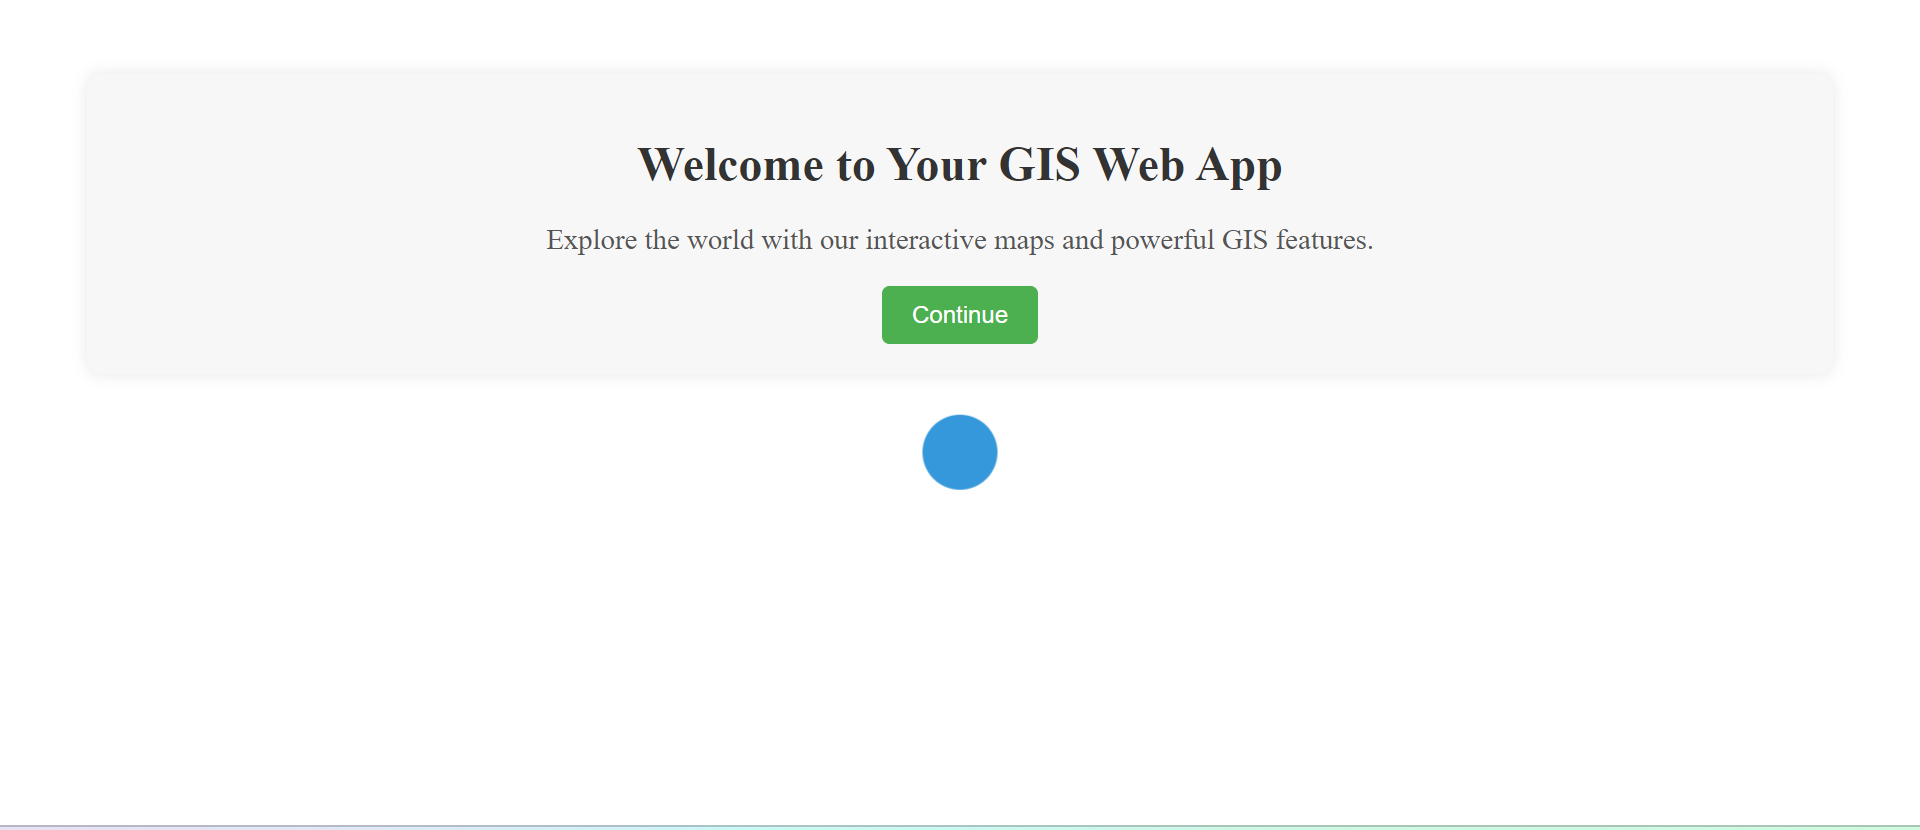 Welcome to Your GIS Web App
Explore the world with our interactive maps and powerful GIS features.
Continue